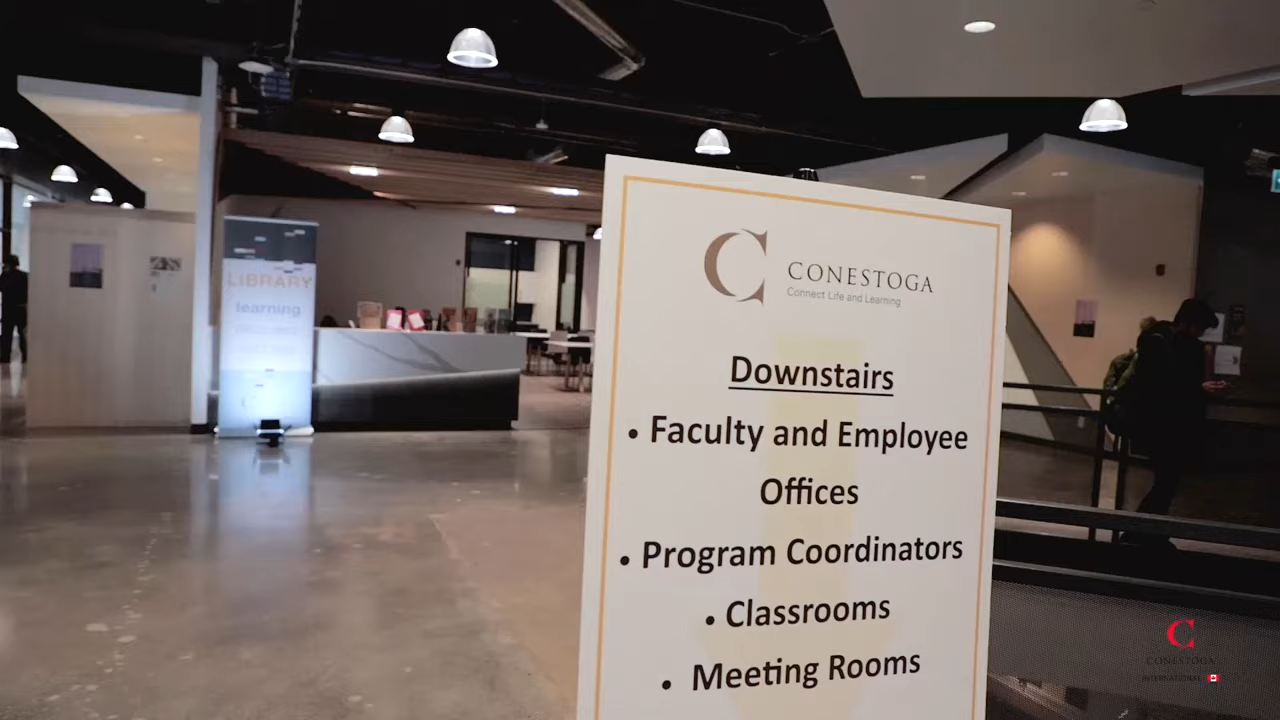 LIBRARY
learning
CONESTOGA
Connect Life and Learning
Downstairs
• Faculty and Employee
Offices
• Program Coordinators
• Classrooms
• Meeting Rooms
CONESTOGA
INTERNATIONAL